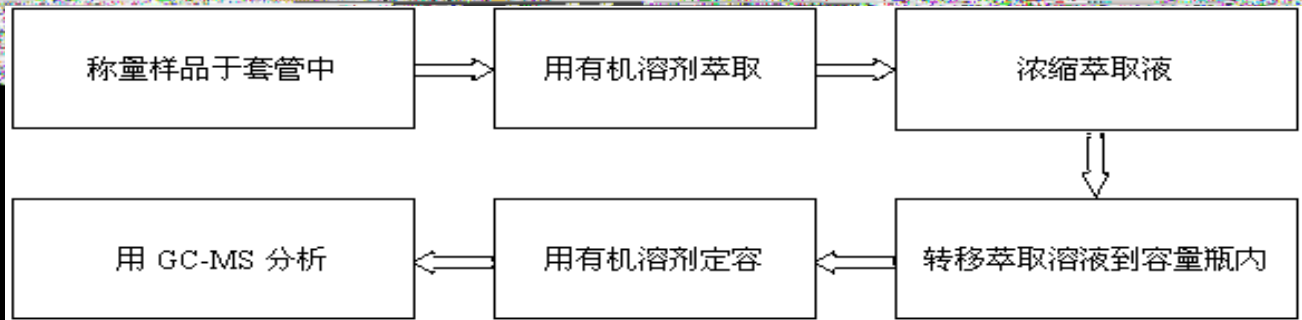 称量样品于套管中
用有机溶剂萃取
浓缩萃取液
转移萃取溶液到容量瓶内
用有机溶剂定容
用 GC-MS 分析